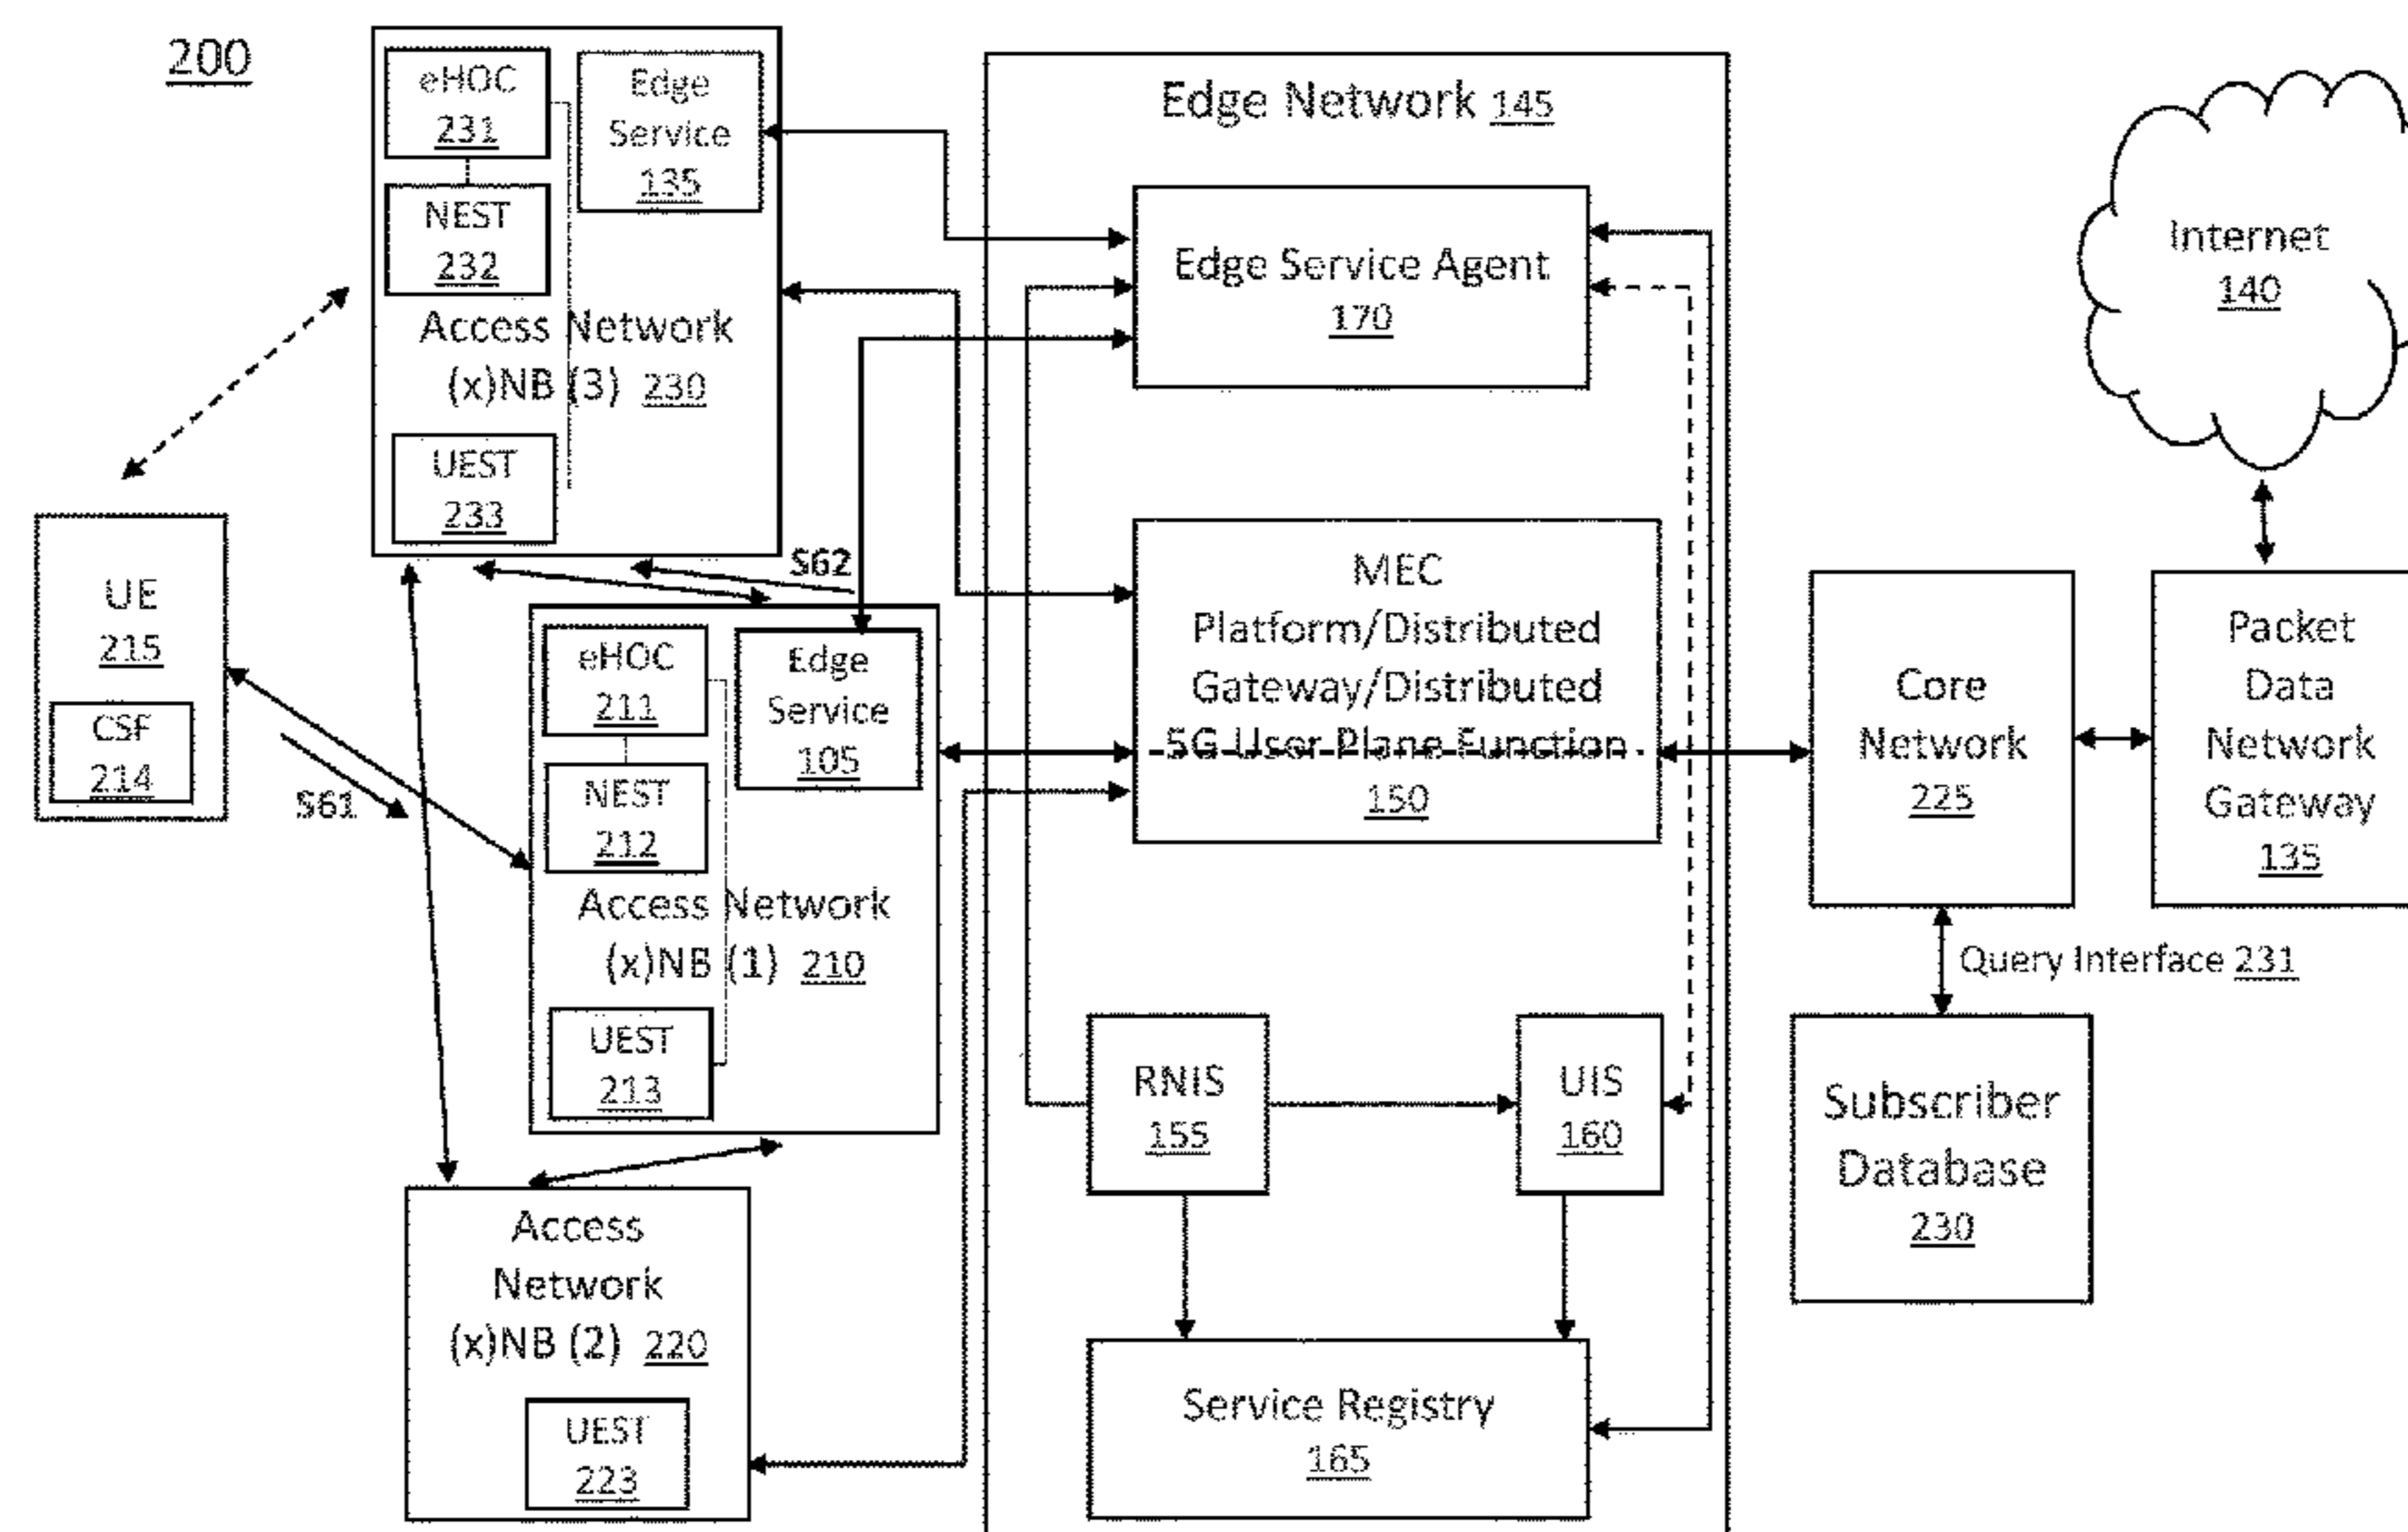 200
eHOC
231
Edge
Service
135
NEST
232
Access Network
(x)NB (3) 230
UEST
233
UE
215
CSF
214
S61
S62
eHOC
211
Edge
Service
105
NEST
212
Access Network
(x)NB (1) 210
UEST
213
Access
Network
(x)NB (2) 220
UEST
223
Edge Network 145
Edge Service Agent
170
MEC
Platform/Distributed
Gateway/Distributed
5G User Plane Function
150
RNIS
155
UIS
160
Service Registry
165
Internet
140
Core
Network
225
Packet
Data
Network
Gateway
135
Query Interface 231
Subscriber
Database
230